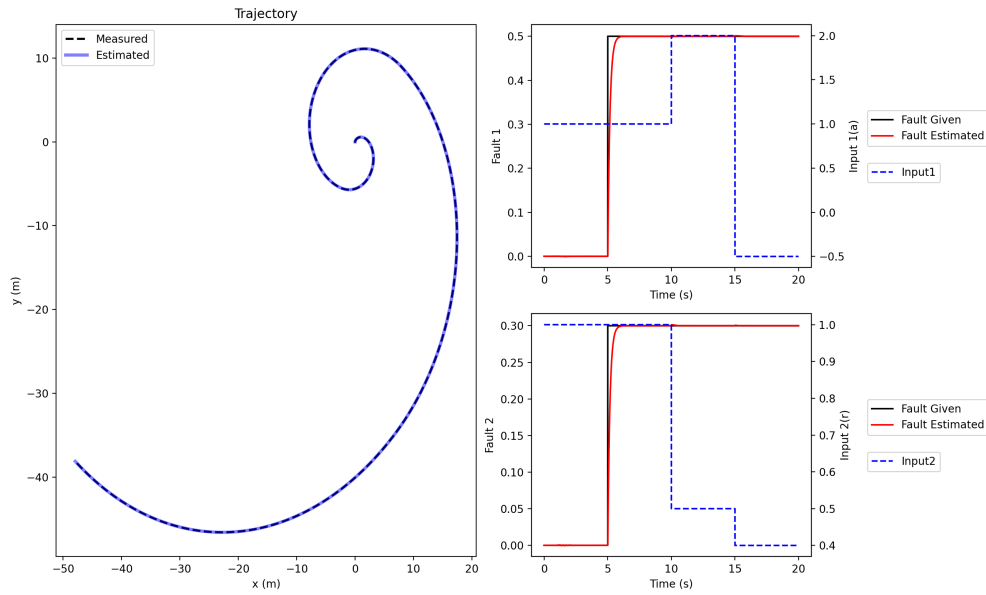 Trajectory
Measured
Estimated
10
0
−10
−20
−30
−40
y (m)
−50
−40
−30
−20
−10
0
10
20
x (m)
0.5
0.4
0.3
0.2
0.1
0.0
Fault 1
0
5
10
15
20
Time (s)
2.0
1.5
1.0
0.5
0.0
−0.5
Input 1(a)
Fault Given
Fault Estimated
Input1
0.30
0.25
0.20
0.15
0.10
0.05
0.00
Fault 2
0
5
10
15
20
Time (s)
1.0
0.9
0.8
0.7
0.6
0.5
0.4
Input 2(r)
Fault Given
Fault Estimated
Input2